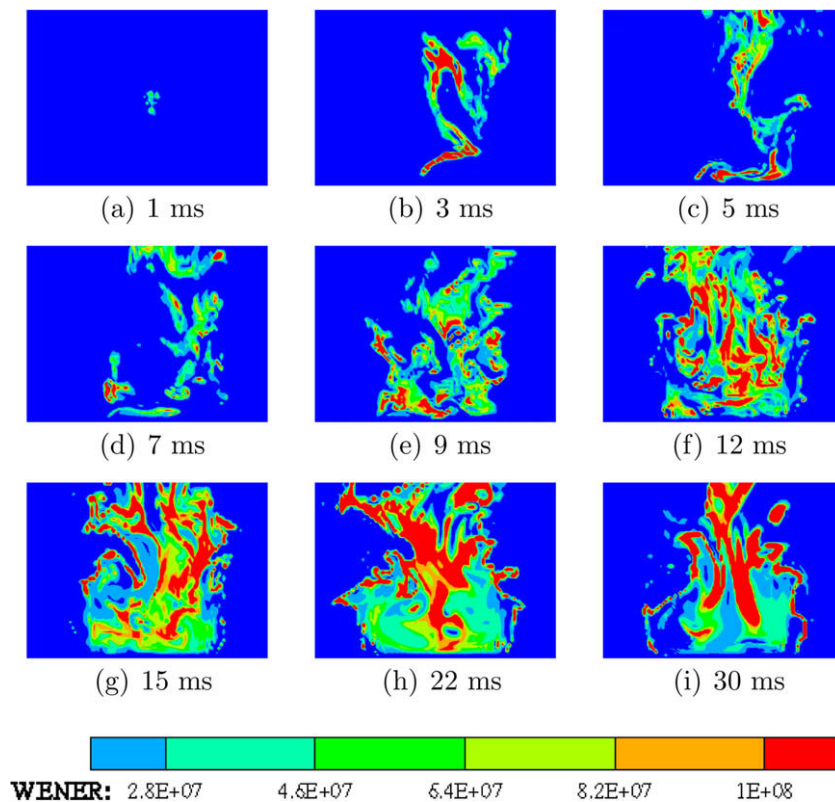 (a) 1 ms (b) 3 ms (c) 5 ms
(d) 7 ms (e) 9 ms (f) 12 ms
(g) 15 ms (h) 22 ms (i) 30 ms
WENER: 2.8E+07 4.6E+07 6.4E+07 8.2E+07 1E+08